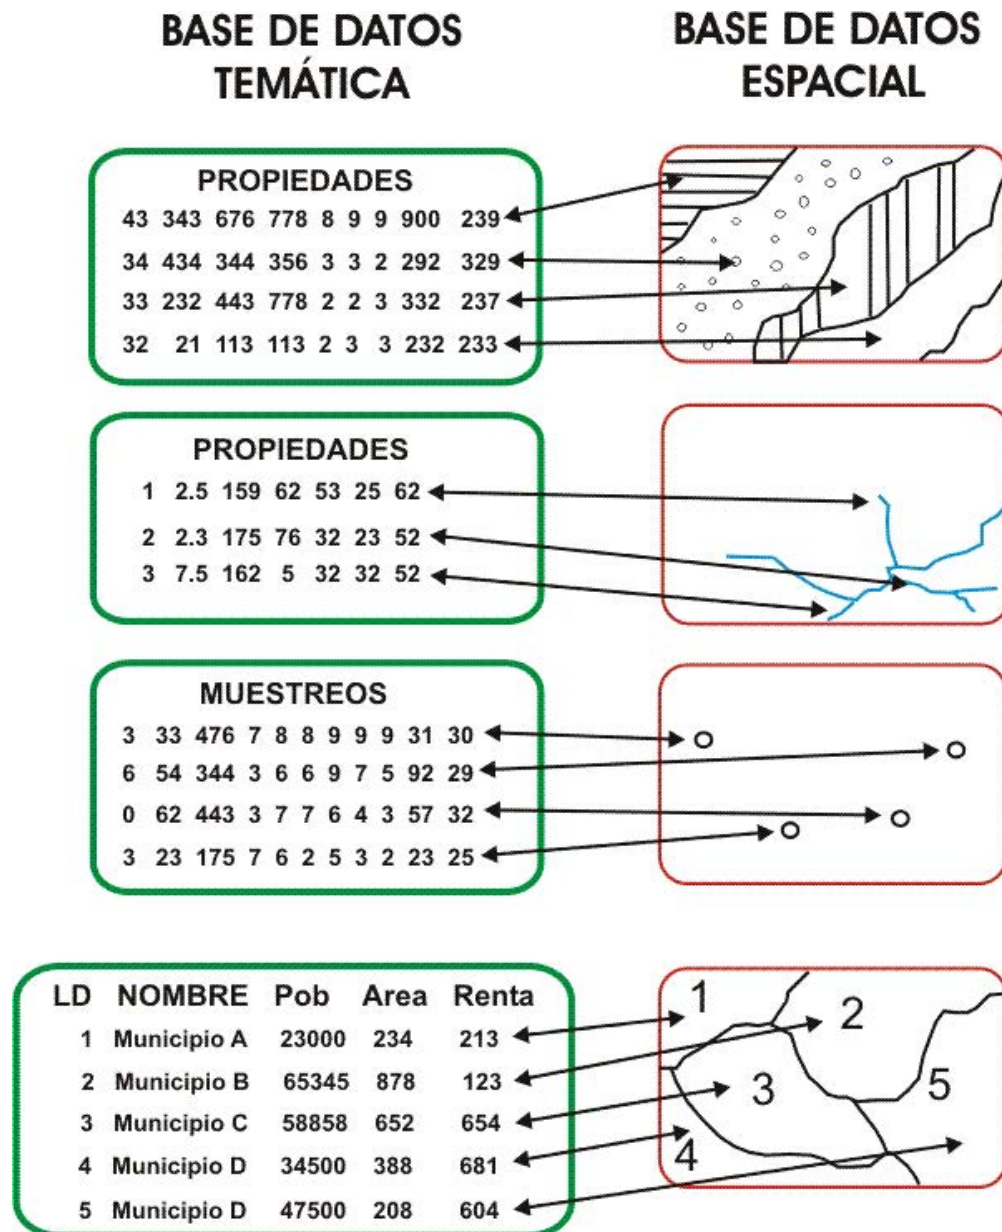 BASE DE DATOS
TEMÁTICA
BASE DE DATOS
ESPACIAL
PROPIEDADES
43 343 676 778 8 9 9 900 239
34 434 344 356 3 3 2 292 329
33 232 443 778 2 2 3 332 237
32 21 113 113 2 3 3 232 233
PROPIEDADES
1 2.5 159 62 53 25 62
2 2.3 175 76 32 23 52
3 7.5 162 5 32 32 52
MUESTREOS
3 33 476 7 8 8 9 9 9 31 30
6 54 344 3 6 6 9 7 5 92 29
0 62 443 3 7 7 6 4 3 57 32
3 23 175 7 6 2 5 3 2 23 25
LD NOMBRE Pob Area Renta
1 Municipio A 23000 234 213
2 Municipio B 65345 878 123
3 Municipio C 58858 652 654
4 Municipio D 34500 388 681
5 Municipio D 47500 208 604
1
2
3
5
4